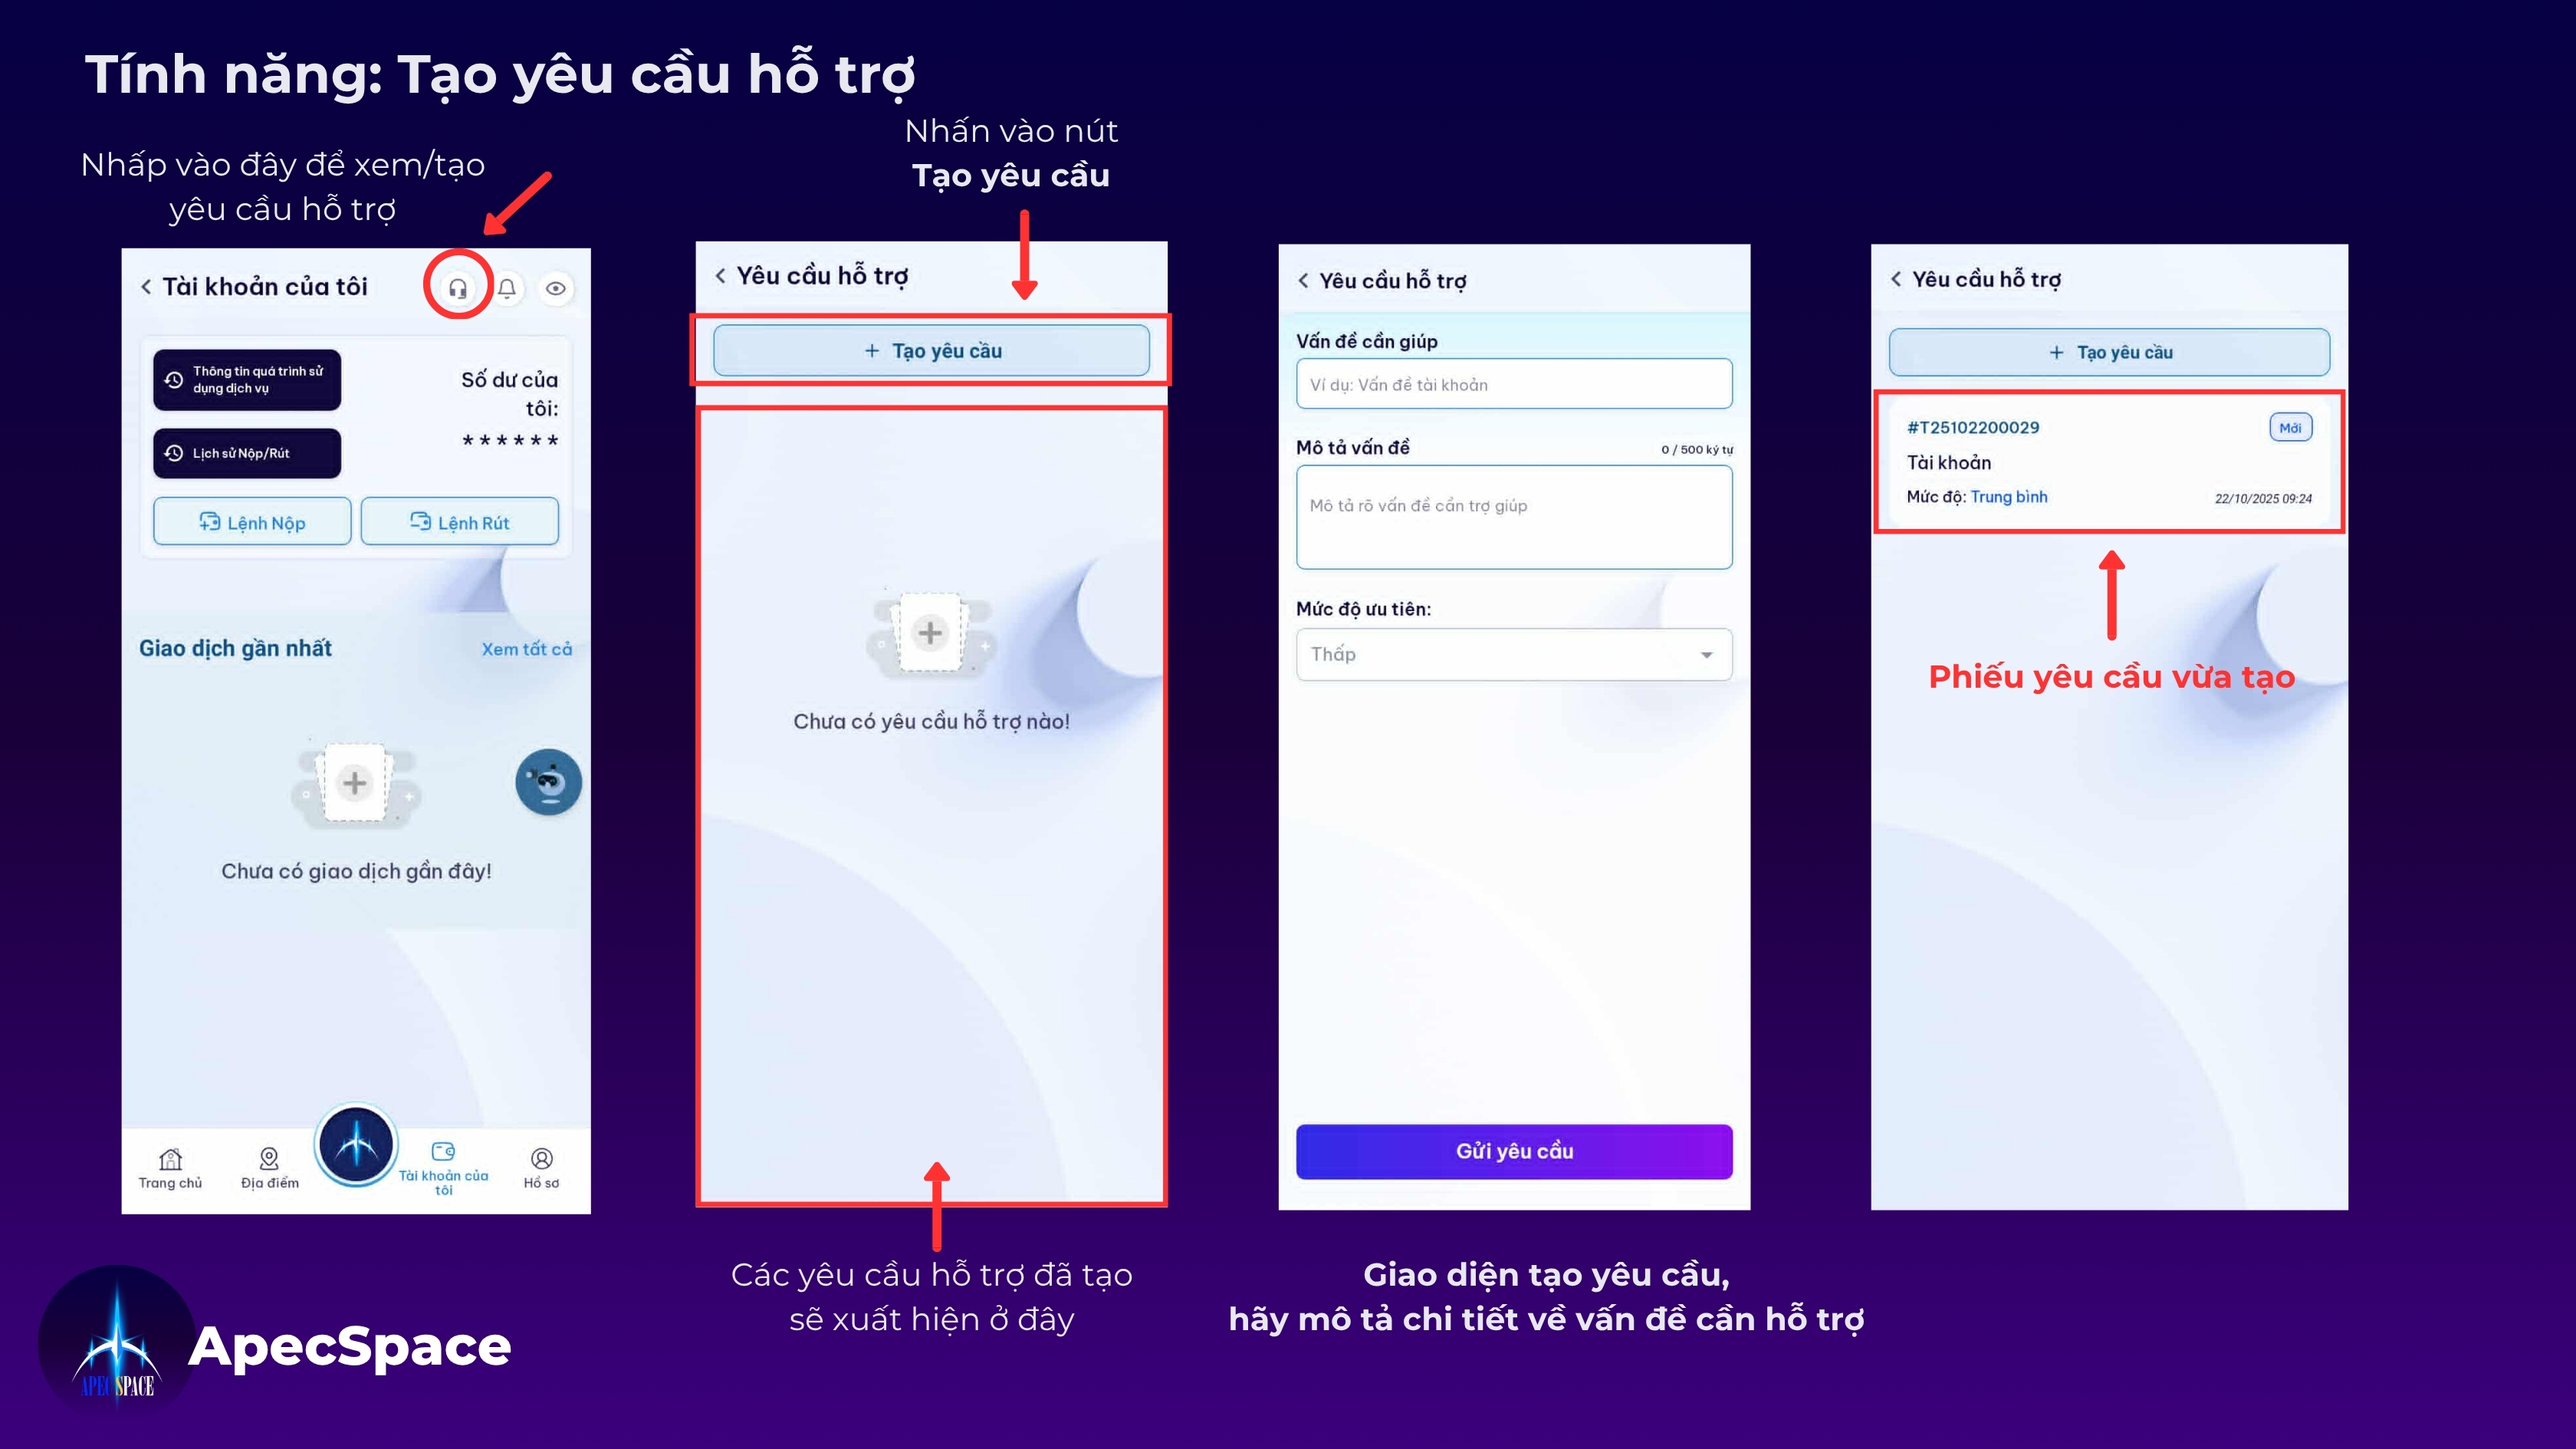 Tính năng: Tạo yêu cầu hỗ trợ
Nhấp vào đây để xem/tạo
yêu cầu hỗ trợ
Nhấn vào nút
Tạo yêu cầu
Tài khoản của tôi
Thông tin quá trình sử
dụng dịch vụ
Lịch sử Nộp/Rút
Số dư của
tôi:
******
Lệnh Nộp
Lệnh Rút
Giao dịch gần nhất
Xem tất cả
Chưa có giao dịch gần đây!
Trang chủ
Địa điểm
Tài khoản của
tôi
Hồ sơ
Yêu cầu hỗ trợ
+ Tạo yêu cầu
Chưa có yêu cầu hỗ trợ nào!
Các yêu cầu hỗ trợ đã tạo
sẽ xuất hiện ở đây
Yêu cầu hỗ trợ
Vấn đề cần giúp
Ví dụ: Vấn đề tài khoản
Mô tả vấn đề
0 / 500 ký tự
Mô tả rõ vấn đề cần trợ giúp
Mức độ ưu tiên:
Thấp
Gửi yêu cầu
Giao diện tạo yêu cầu,
hãy mô tả chi tiết về vấn đề cần hỗ trợ
Yêu cầu hỗ trợ
+ Tạo yêu cầu
#T25102200029
Mới
Tài khoản
Mức độ: Trung bình
22/10/2025 09:24
Phiếu yêu cầu vừa tạo
APECSPACE
ApecSpace